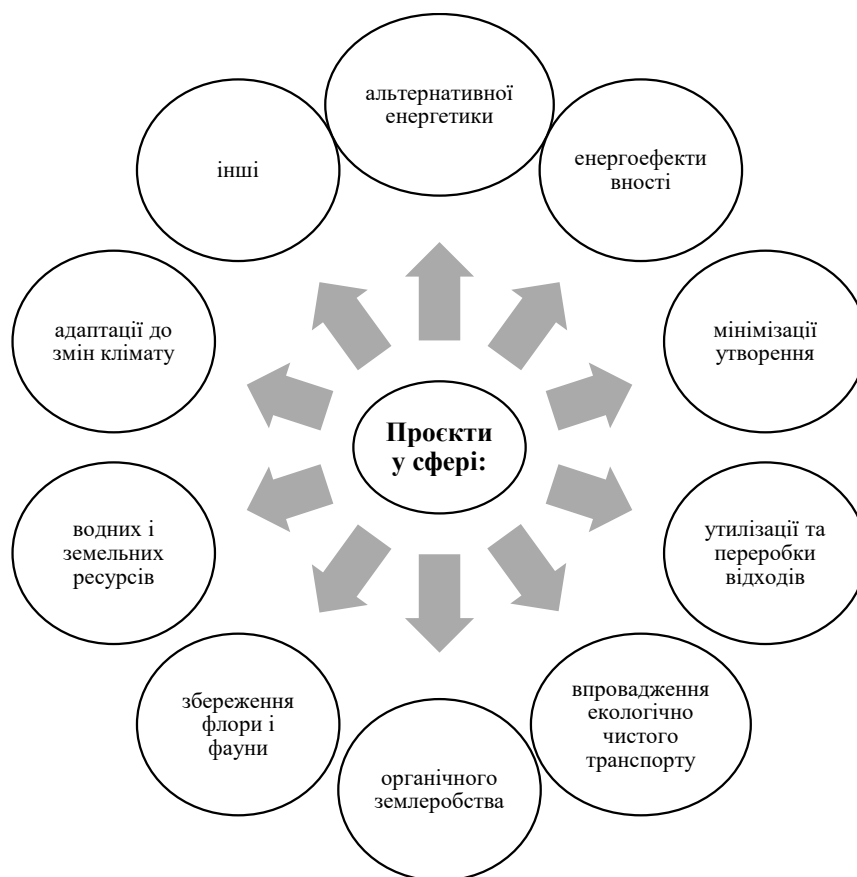 альтернативної
енергетики
енергоефекти
вності
мінімізації
утворення
утилізації та
переробки
відходів
впровадження
екологічно
чистого
транспорту
органічного
землеробства
збереження
флори і
фауни
водних і
земельних
ресурсів
адаптації до
змін клімату
інші
Проєкти
у сфері: